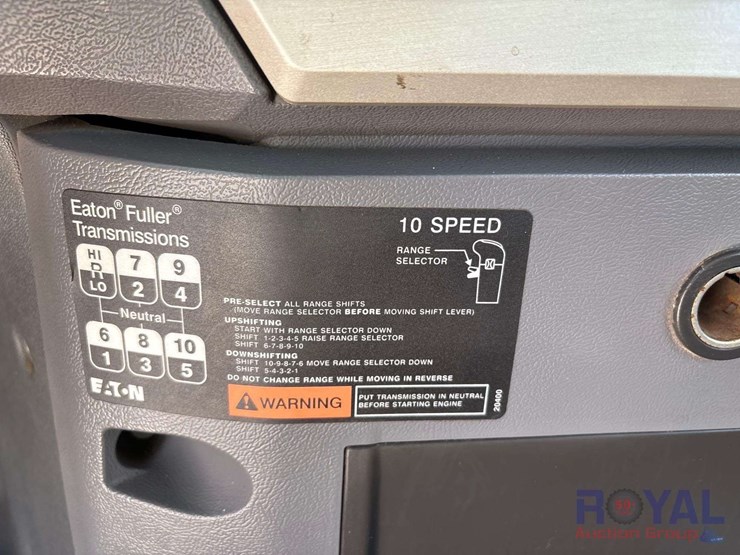 Eaton® Fuller®
Transmissions
10 SPEED
RANGE
SELECTOR
HI 7 9
R
LO 2 4
Neutral
6 8 10
1 3 5
EATON
PRE-SELECT ALL RANGE SHIFTS
(MOVE RANGE SELECTOR BEFORE MOVING SHIFT LEVER)
UPSHIFTING
START WITH RANGE SELECTOR DOWN
SHIFT 1-2-3-4-5 RAISE RANGE SELECTOR
SHIFT 6-7-8-9-10
DOWNSHIFTING
SHIFT 10-9-8-7-6 MOVE RANGE SELECTOR DOWN
SHIFT 5-4-3-2-1
DO NOT CHANGE RANGE WHILE MOVING IN REVERSE
WARNING
PUT TRANSMISSION IN NEUTRAL
BEFORE STARTING ENGINE
20400
ROYAL
Auction Group